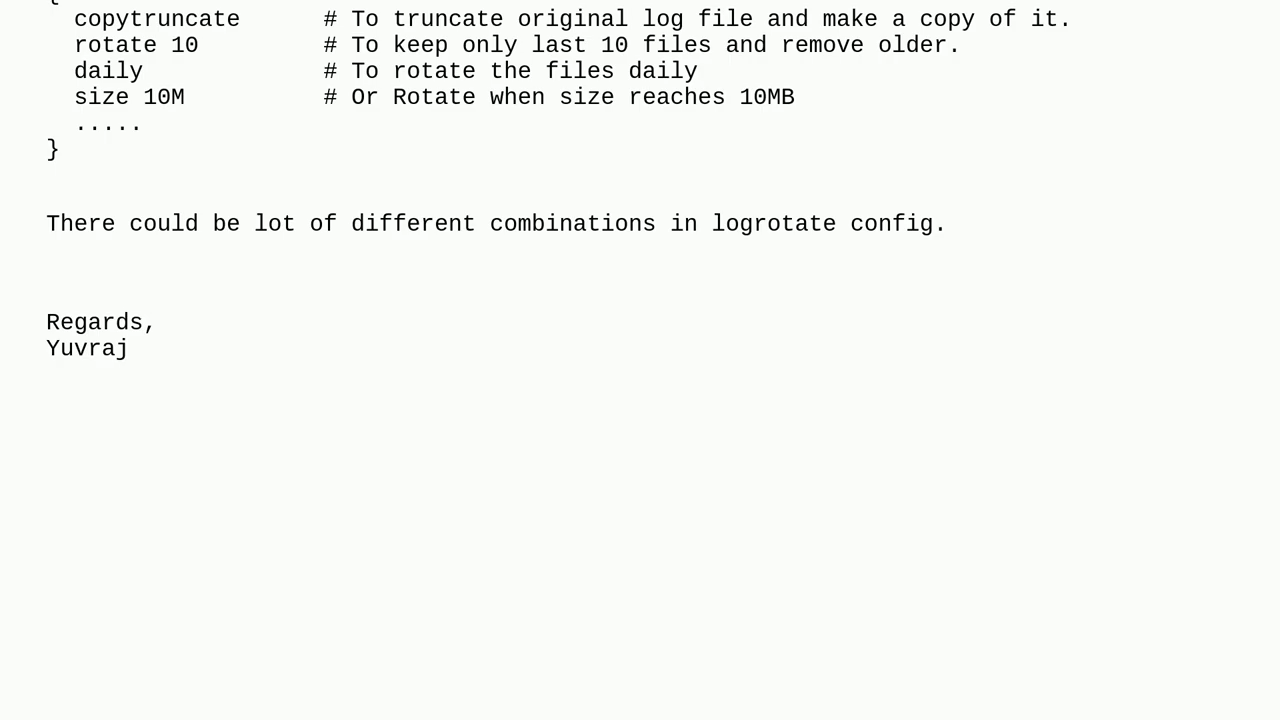 {
copytruncate # To truncate original log file and make a copy of it.
rotate 10 # To keep only last 10 files and remove older.
daily # To rotate the files daily
size 10M # Or Rotate when size reaches 10MB
.....
}
There could be lot of different combinations in logrotate config.
Regards,
Yuvraj